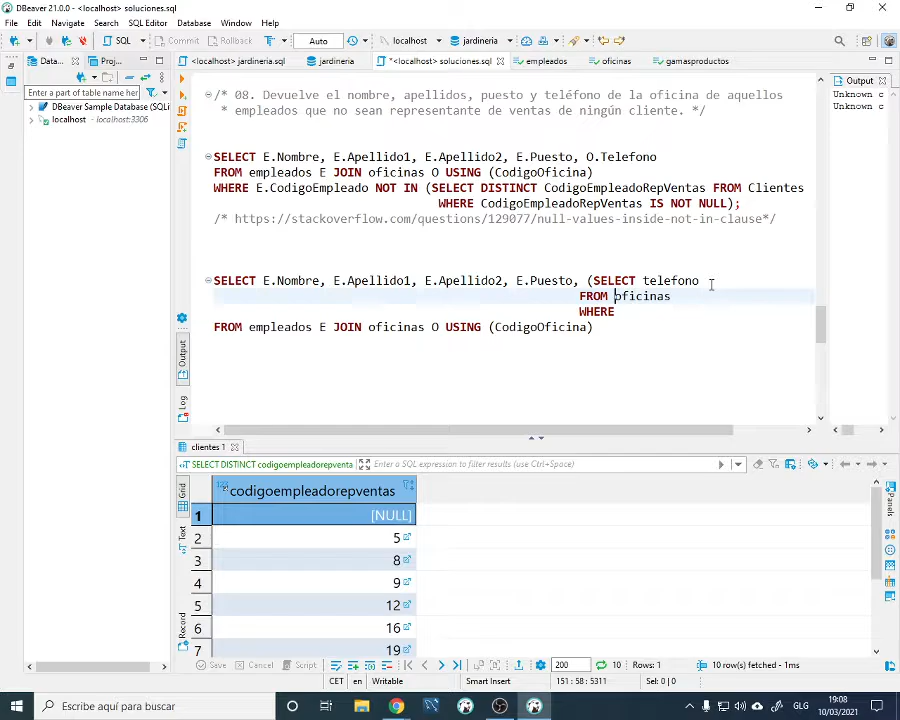 DBeaver 21.0.0 - <localhost> soluciones.sql
File Edit Navigate Search SQL Editor Database Window Help
SQL Commit Rollback Auto localhost jardineria
Data... Proj... <localhost> jardineria.sql jardineria *<localhost> soluciones.sql empleados oficinas gamasproductos Output
Enter a part of table name her
DBeaver Sample Database (SQLi
localhost - localhost:3306
Unknown c
Unknown c
/* 08. Devuelve el nombre, apellidos, puesto y teléfono de la oficina de aquellos
* empleados que no sean representante de ventas de ningún cliente. */
SELECT E.Nombre, E.Apellido1, E.Apellido2, E.Puesto, O.Telefono
FROM empleados E JOIN oficinas O USING (CodigoOficina)
WHERE E.CodigoEmpleado NOT IN (SELECT DISTINCT CodigoEmpleadoRepVentas FROM Clientes
WHERE CodigoEmpleadoRepVentas IS NOT NULL);
/* https://stackoverflow.com/questions/129077/null-values-inside-not-in-clause*/
SELECT E.Nombre, E.Apellido1, E.Apellido2, E.Puesto, (SELECT telefono
FROM oficinas
WHERE
FROM empleados E JOIN oficinas O USING (CodigoOficina)
Output
Log
clientes 1
SELECT DISTINCT codigoempleadorepventa Enter a SQL expression to filter results (use Ctrl+Space)
Grid
Text
Record
Panels
123 codigoempleadorepventas
1 [NULL]
2 5
3 8
4 9
5 12
6 16
7 19
Save Cancel Script 200 10 Rows: 1 10 row(s) fetched - 1ms
CET en Writable Smart Insert 151 : 58 : 5311 Sel: 0 | 0
Escribe aquí para buscar
GLG
19:08
10/03/2021